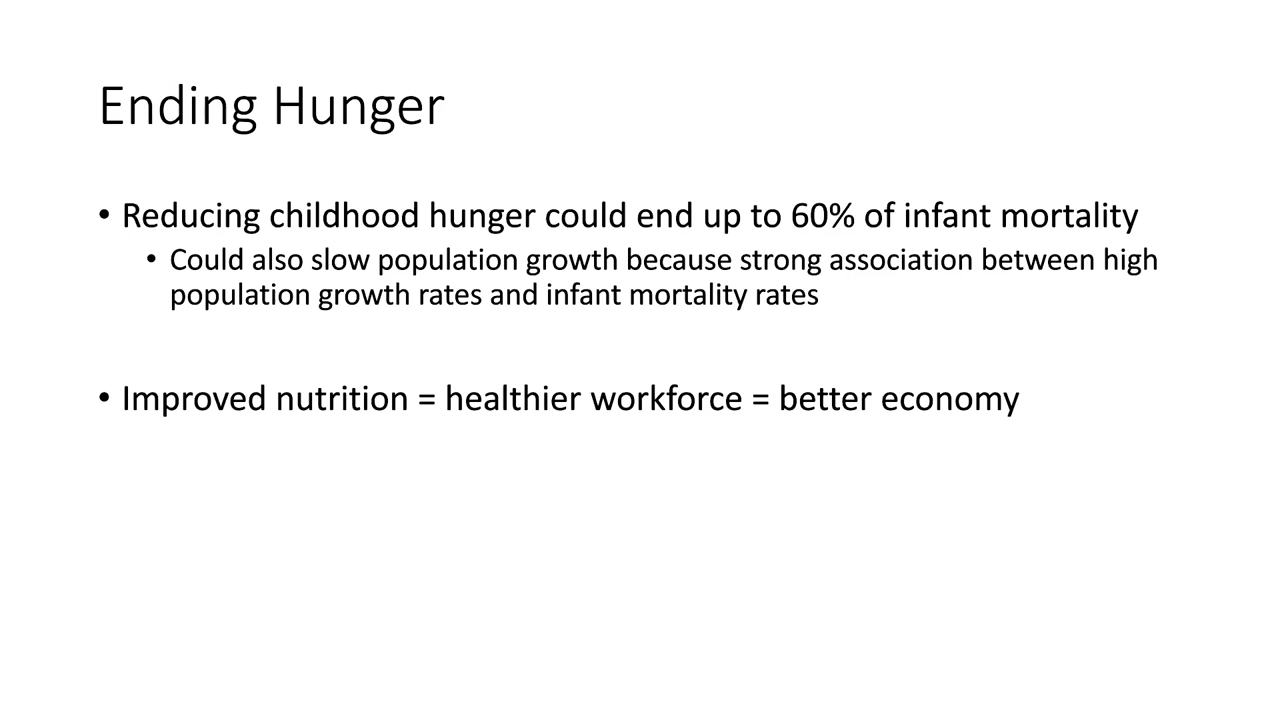 Ending Hunger
• Reducing childhood hunger could end up to 60% of infant mortality
• Could also slow population growth because strong association between high
population growth rates and infant mortality rates
• Improved nutrition = healthier workforce = better economy